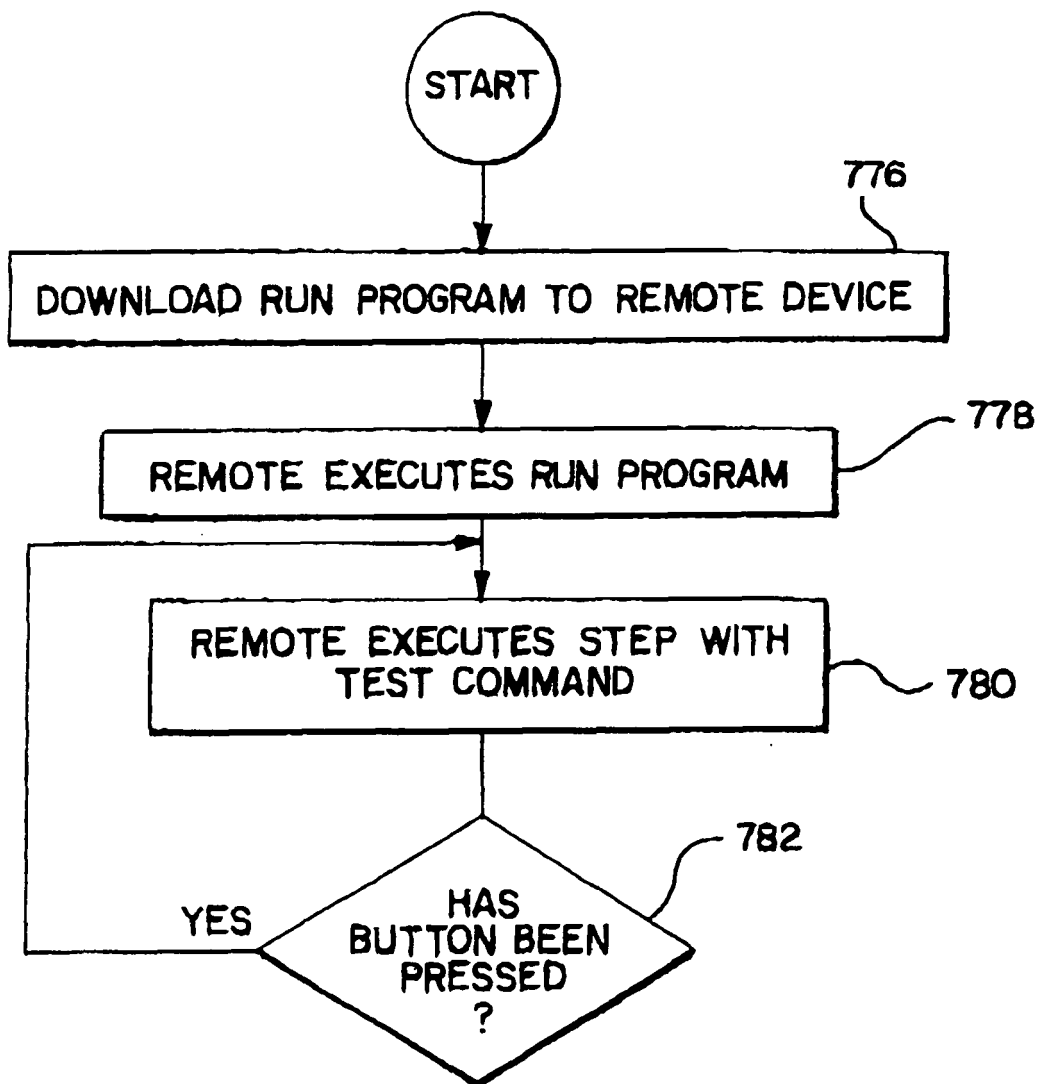 START
776
DOWNLOAD RUN PROGRAM TO REMOTE DEVICE
778
REMOTE EXECUTES RUN PROGRAM
REMOTE EXECUTES STEP WITH
TEST COMMAND
780
782
YES
HAS
BUTTON BEEN
PRESSED
?